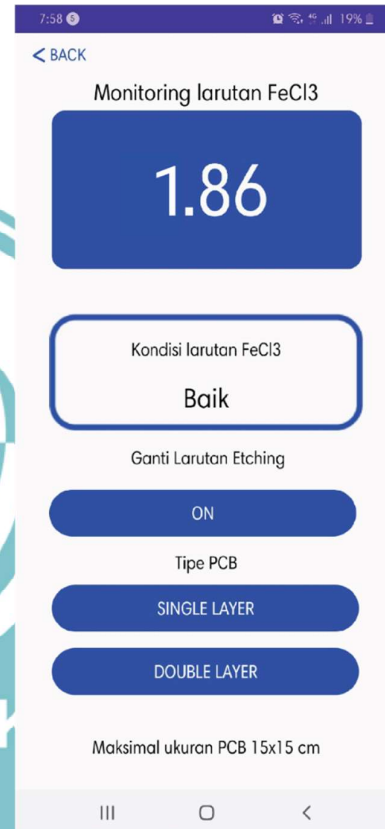 7:58 5 19%
< BACK
Monitoring larutan FeCl3
1.86
Kondisi larutan FeCl3
Baik
Ganti Larutan Etching
ON
Tipe PCB
SINGLE LAYER
DOUBLE LAYER
Maksimal ukuran PCB 15x15 cm